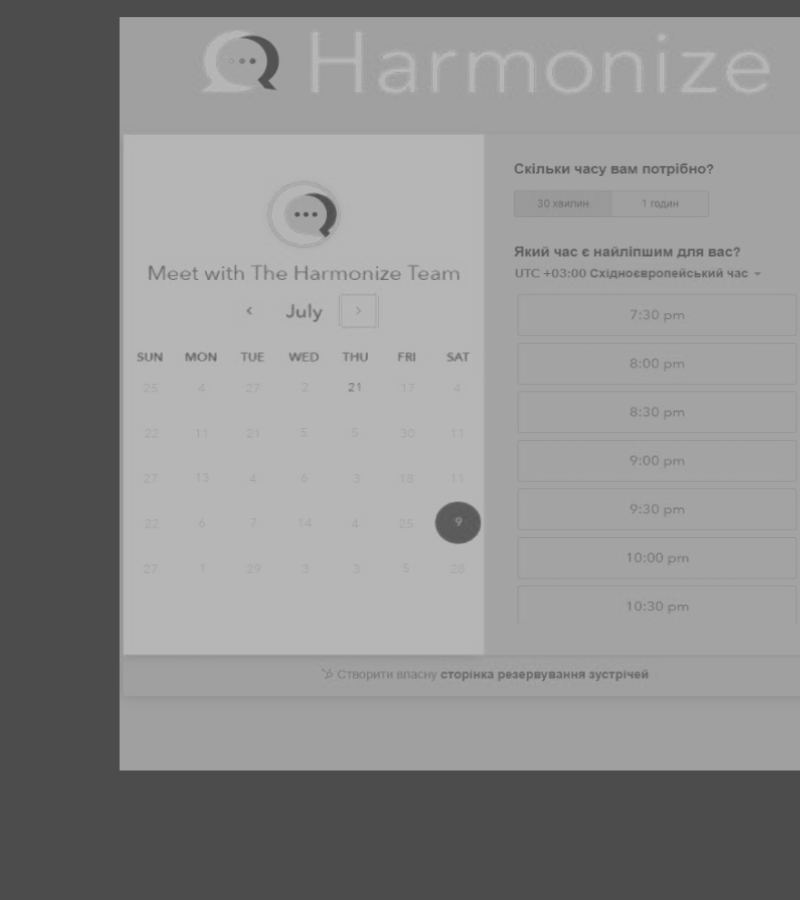 Harmonize
Meet with The Harmonize Team
July
SUN MON TUE WED THU FRI SAT
25 4 27 2 21 17 4
22 11 21 5 5 30 11
27 13 4 6 3 18 11
22 6 7 14 4 25 9
27 1 29 3 3 5 28
Скільки часу вам потрібно?
30 хвилин 1 годин
Який час є найліпшим для вас?
UTC +03:00 Східноєвропейський час
7:30 pm
8:00 pm
8:30 pm
9:00 pm
9:30 pm
10:00 pm
10:30 pm
Створити власну сторінка резервування зустрічей